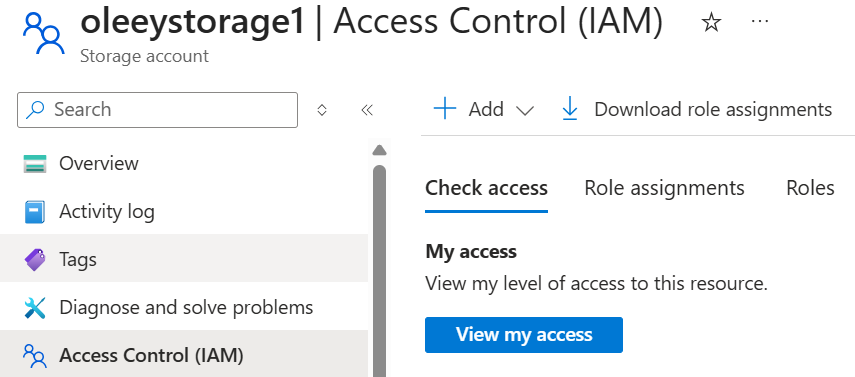 oleeystorage1 | Access Control (IAM)
Storage account
Search
Add
Download role assignments
Overview
Activity log
Tags
Diagnose and solve problems
Access Control (IAM)
Check access
Role assignments
Roles
My access
View my level of access to this resource.
View my access